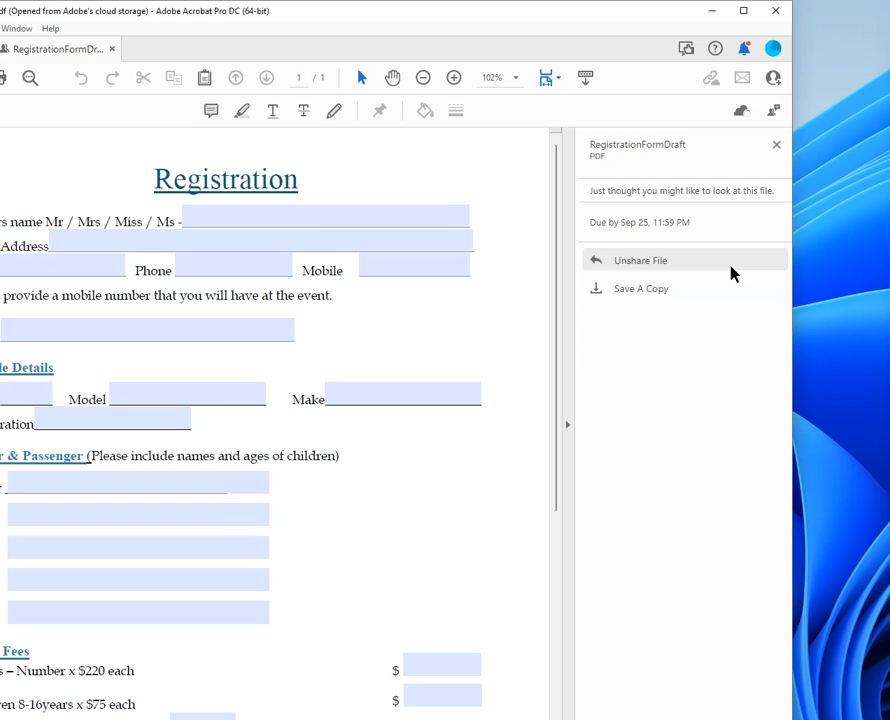 df (Opened from Adobe's cloud storage) - Adobe Acrobat Pro DC (64-bit)
Window Help
RegistrationFormDr... ×
1 / 1 102%
RegistrationFormDraft
PDF
Just thought you might like to look at this file.
Due by Sep 25, 11:59 PM
Unshare File
Save A Copy
Registration
rs name Mr / Mrs / Miss / Ms -
Address
Phone Mobile
provide a mobile number that you will have at the event.
le Details
Model Make
ration
r & Passenger (Please include names and ages of children)
r
Fees
s – Number x $220 each $
ren 8-16years x $75 each $